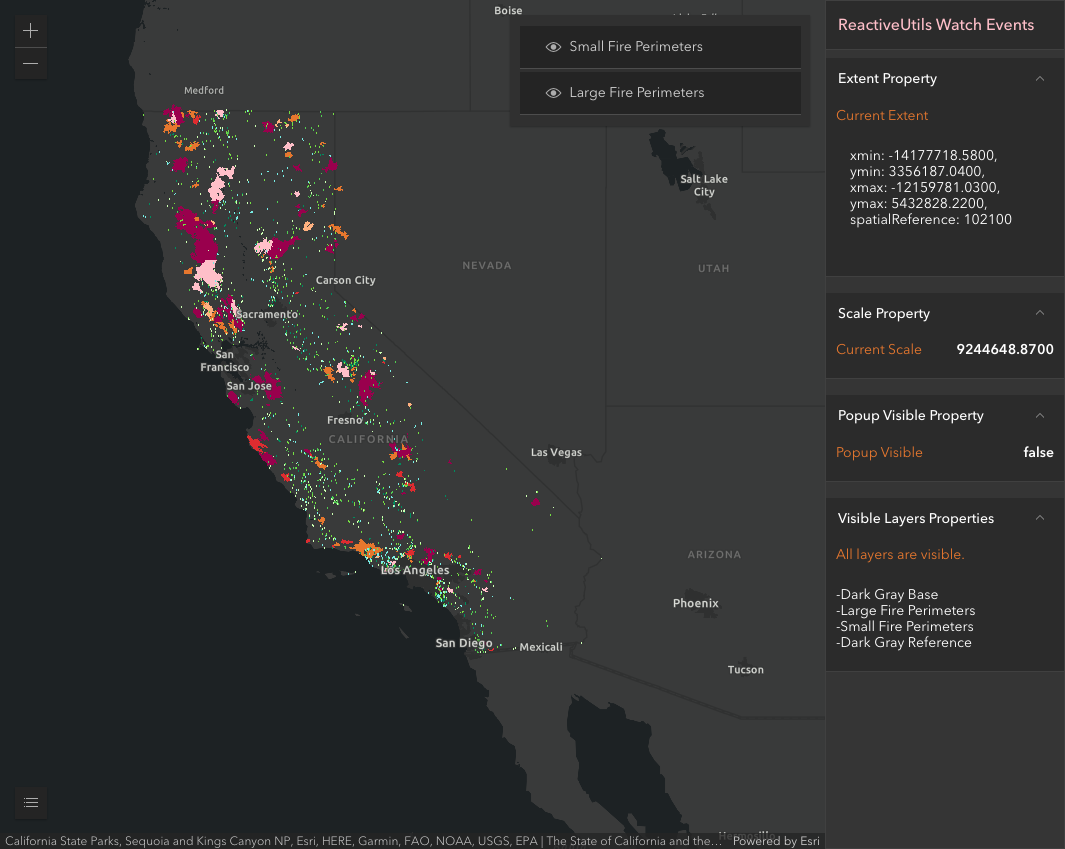 Boise
Small Fire Perimeters
Large Fire Perimeters
Medford
Salt Lake
City
NEVADA
UTAH
Carson City
Sacramento
San
Francisco
San Jose
Fresno
CALIFORNIA
Las Vegas
Los Angeles
ARIZONA
Phoenix
San Diego
Mexicali
Tucson
Hermosillo
California State Parks, Sequoia and Kings Canyon NP, Esri, HERE, Garmin, FAO, NOAA, USGS, EPA | The State of California and the... Powered by Esri
ReactiveUtils Watch Events
Extent Property
Current Extent
xmin: -14177718.5800,
ymin: 3356187.0400,
xmax: -12159781.0300,
ymax: 5432828.2200,
spatialReference: 102100
Scale Property
Current Scale 9244648.8700
Popup Visible Property
Popup Visible false
Visible Layers Properties
All layers are visible.
-Dark Gray Base
-Large Fire Perimeters
-Small Fire Perimeters
-Dark Gray Reference